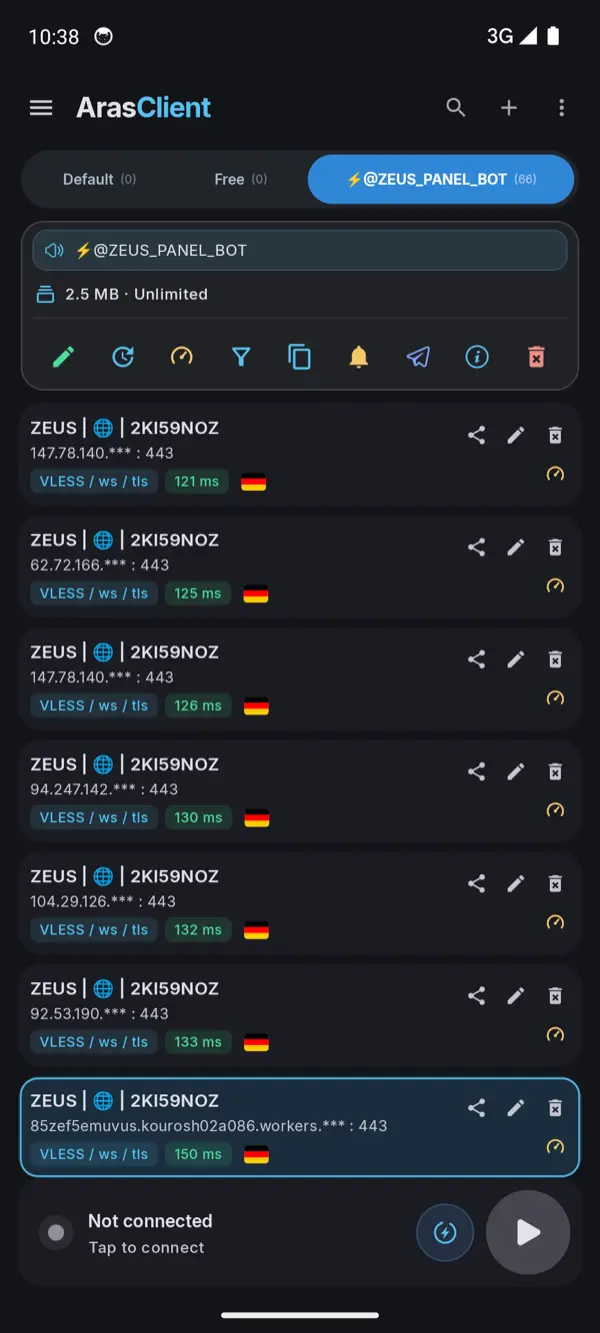 10:38
3G
ArasClient
Default (0)
Free (0)
⚡@ZEUS_PANEL_BOT (66)
⚡@ZEUS_PANEL_BOT
2.5 MB · Unlimited
ZEUS | 🌐 | 2KI59NOZ
147.78.140.*** : 443
VLESS / ws / tls 121 ms
ZEUS | 🌐 | 2KI59NOZ
62.72.166.*** : 443
VLESS / ws / tls 125 ms
ZEUS | 🌐 | 2KI59NOZ
147.78.140.*** : 443
VLESS / ws / tls 126 ms
ZEUS | 🌐 | 2KI59NOZ
94.247.142.*** : 443
VLESS / ws / tls 130 ms
ZEUS | 🌐 | 2KI59NOZ
104.29.126.*** : 443
VLESS / ws / tls 132 ms
ZEUS | 🌐 | 2KI59NOZ
92.53.190.*** : 443
VLESS / ws / tls 133 ms
ZEUS | 🌐 | 2KI59NOZ
85zef5emuvus.kourosh02a086.workers.*** : 443
VLESS / ws / tls 150 ms
Not connected
Tap to connect